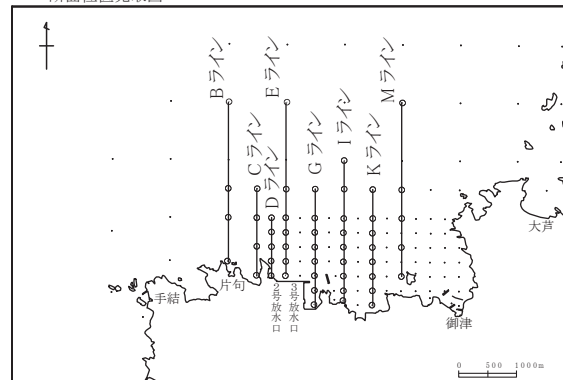 Bライン
Cライン
Dライン
Eライン
Gライン
Iライン
Kライン
Mライン
大芦
手結
片句
2号放水口
3号放水口
御津
0 500 1000m